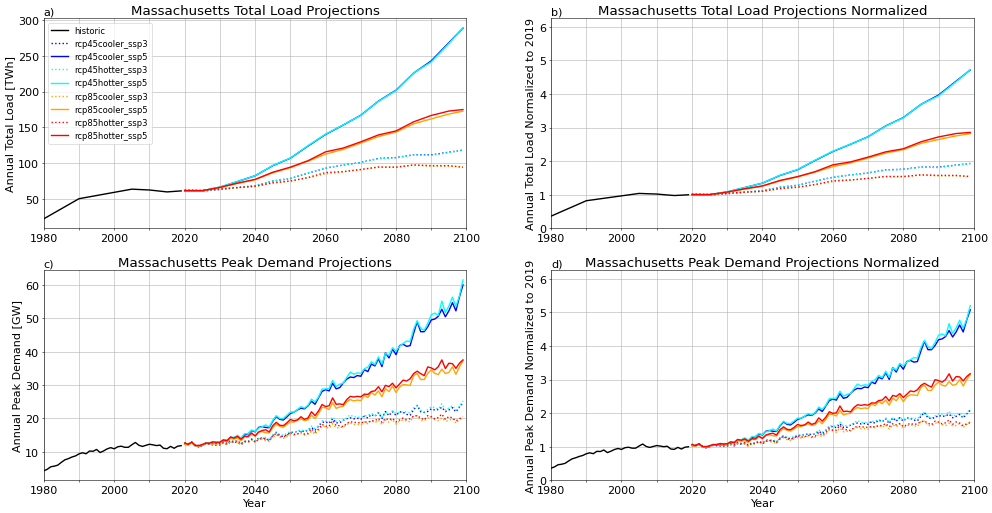 a) Massachusetts Total Load Projections
Annual Total Load [TWh]
300
250
200
150
100
50
historic
rcp45cooler_ssp3
rcp45cooler_ssp5
rcp45hotter_ssp3
rcp45hotter_ssp5
rcp85cooler_ssp3
rcp85cooler_ssp5
rcp85hotter_ssp3
rcp85hotter_ssp5
1980 2000 2020 2040 2060 2080 2100
b) Massachusetts Total Load Projections Normalized
Annual Total Load Normalized to 2019
6
5
4
3
2
1
0
1980 2000 2020 2040 2060 2080 2100
c) Massachusetts Peak Demand Projections
Annual Peak Demand [GW]
60
50
40
30
20
10
1980 2000 2020 2040 2060 2080 2100
Year
d) Massachusetts Peak Demand Projections Normalized
Annual Peak Demand Normalized to 2019
6
5
4
3
2
1
0
1980 2000 2020 2040 2060 2080 2100
Year